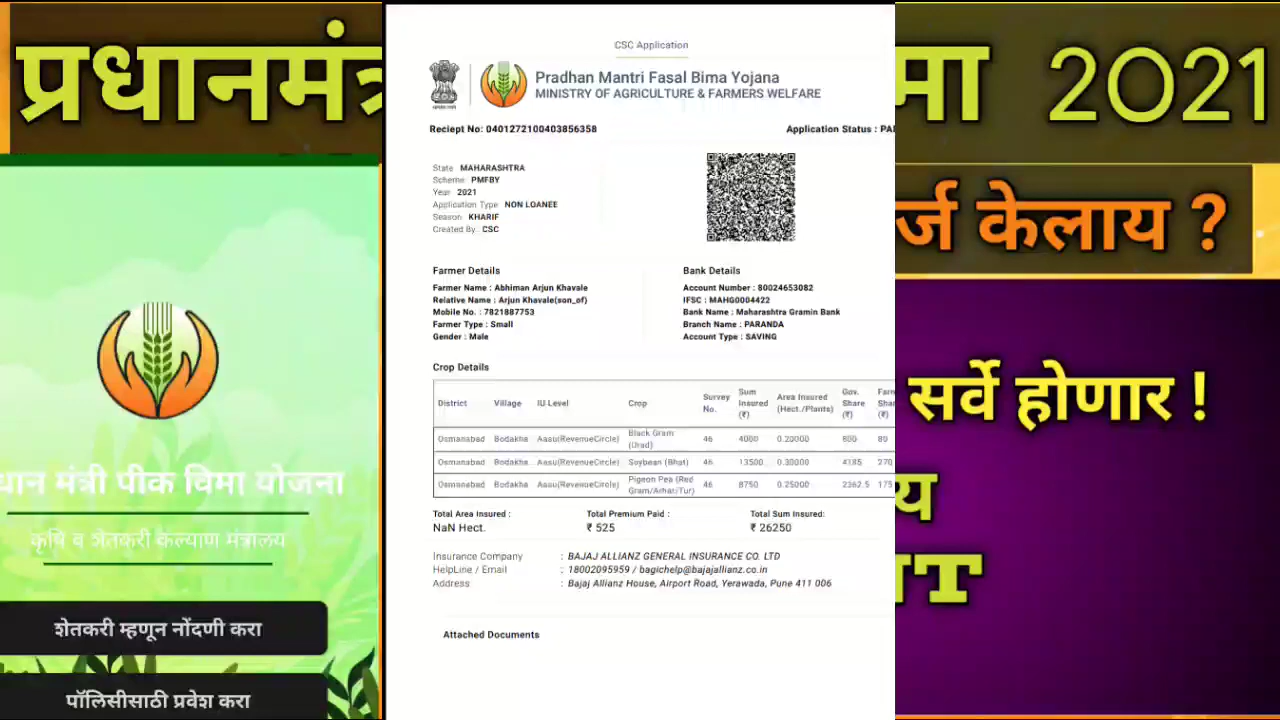 प्रधानमंत्र
मा 2021
र्ज केलाय ?
सर्वे होणार !
य
T
CSC Application
Pradhan Mantri Fasal Bima Yojana
MINISTRY OF AGRICULTURE & FARMERS WELFARE
Reciept No: 0401272100403856358
Application Status : PAI
State MAHARASHTRA
Scheme PMFBY
Year 2021
Application Type NON LOANEE
Season KHARIF
Created By. CSC
Farmer Details
Farmer Name : Abhiman Arjun Khavale
Relative Name : Arjun Khavale(son_of)
Mobile No. : 7821887753
Farmer Type : Small
Gender : Male
Bank Details
Account Number : 80024653082
IFSC : MAHG0004422
Bank Name : Maharashtra Gramin Bank
Branch Name : PARANDA
Account Type : SAVING
Crop Details
District Village IU Level Crop Survey No. Sum Insured (₹) Area Insured (Hect./Plants) Gov. Share (₹) Farm Shar (₹)
Osmanabad Bodakha Aasu(RevenueCircle) Black Gram (Urad) 46 4000 0.20000 800 80
Osmanabad Bodakha Aasu(RevenueCircle) Soybean (Bhat) 46 13500 0.30000 4185 270
Osmanabad Bodakha Aasu(RevenueCircle) Pigeon Pea (Red Gram/Arhar/Tur) 46 8750 0.25000 2362.5 175
Total Area Insured : Total Premium Paid : Total Sum Insured:
NaN Hect. ₹ 525 ₹ 26250
Insurance Company : BAJAJ ALLIANZ GENERAL INSURANCE CO. LTD
HelpLine / Email : 18002095959 / bagichelp@bajajallianz.co.in
Address : Bajaj Allianz House, Airport Road, Yerawada, Pune 411 006
Attached Documents
धान मंत्री पीक विमा योजना
कृषि व शेतकरी कल्याण मंत्रालय
शेतकरी म्हणून नोंदणी करा
पॉलिसीसाठी प्रवेश करा